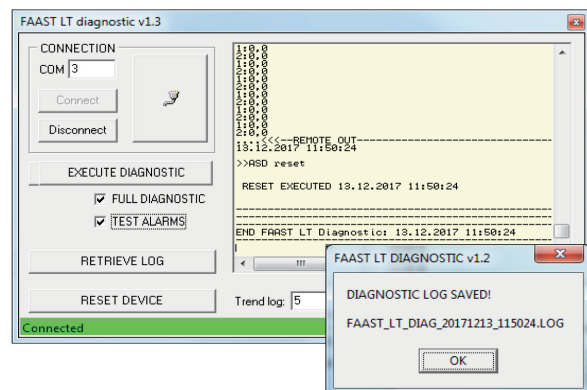 FAAST LT diagnostic v1.3
CONNECTION
COM 3
Connect
Disconnect
EXECUTE DIAGNOSTIC
FULL DIAGNOSTIC
TEST ALARMS
RETRIEVE LOG
RESET DEVICE
Connected
1:0.0
2:0.0
1:0.0
2:0.0
1:0.0
2:0.0
1:0.0
2:0.0
1:0.0
2:0.0
1:0.0
2:0.0
...<<<--REMOTE OUT--------------------
13.12.2017 11:50:24
>>ASD reset
RESET EXECUTED 13.12.2017 11:50:24
END FAAST LT Diagnostic: 13.12.2017 11:50:24
Trend log: 5
FAAST LT DIAGNOSTIC v1.2
DIAGNOSTIC LOG SAVED!
FAAST_LT_DIAG_20171213_115024.LOG
OK